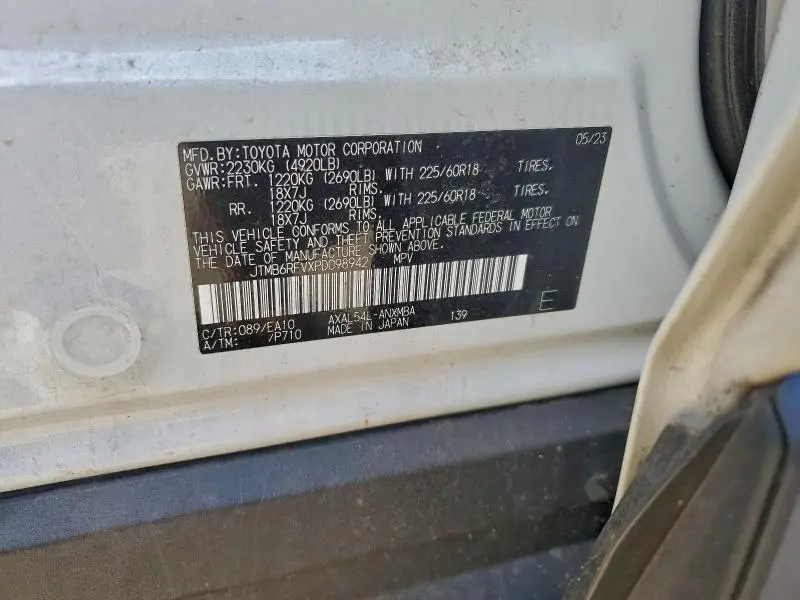 MFD.BY:TOYOTA MOTOR CORPORATION 05/23
GVWR:2230KG (4920LB)
GAWR:FRT. 1220KG (2690LB) WITH 225/60R18 TIRES.
18X7J RIMS.
RR. 1220KG (2690LB) WITH 225/60R18 TIRES.
18X7J RIMS.
THIS VEHICLE CONFORMS TO ALL APPLICABLE FEDERAL MOTOR
VEHICLE SAFETY AND THEFT PREVENTION STANDARDS IN EFFECT ON
THE DATE OF MANUFACTURE SHOWN ABOVE.
JTMB6RFVXPD098942 MPV
C/TR:089/EA10 AXAL54L-ANXMBA 139 E
A/TM: /P710 MADE IN JAPAN